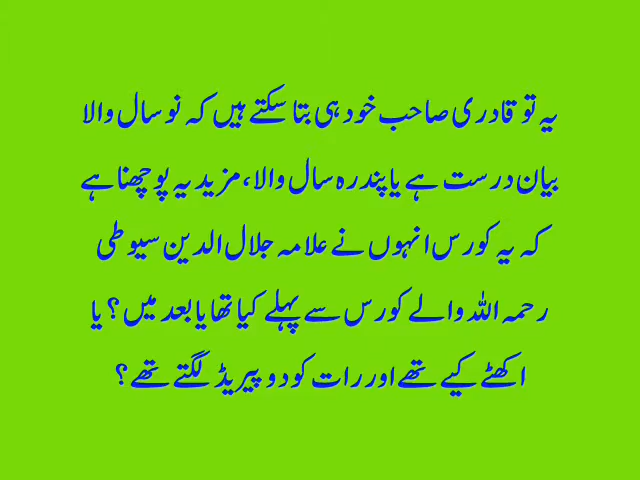 یہ تو قادری صاحب خود ہی بتا سکتے ہیں کہ نو سال والا
بیان درست ہے یا پندرہ سال والا، مزید یہ پوچھنا ہے
کہ یہ کورس انہوں نے علامہ جلال الدین سیوطی
رحمہ اللہ والے کورس سے پہلے کیا تھا یا بعد میں؟ یا
اکھٹے کیے تھے اور رات کو دو پیریڈ لگتے تھے؟